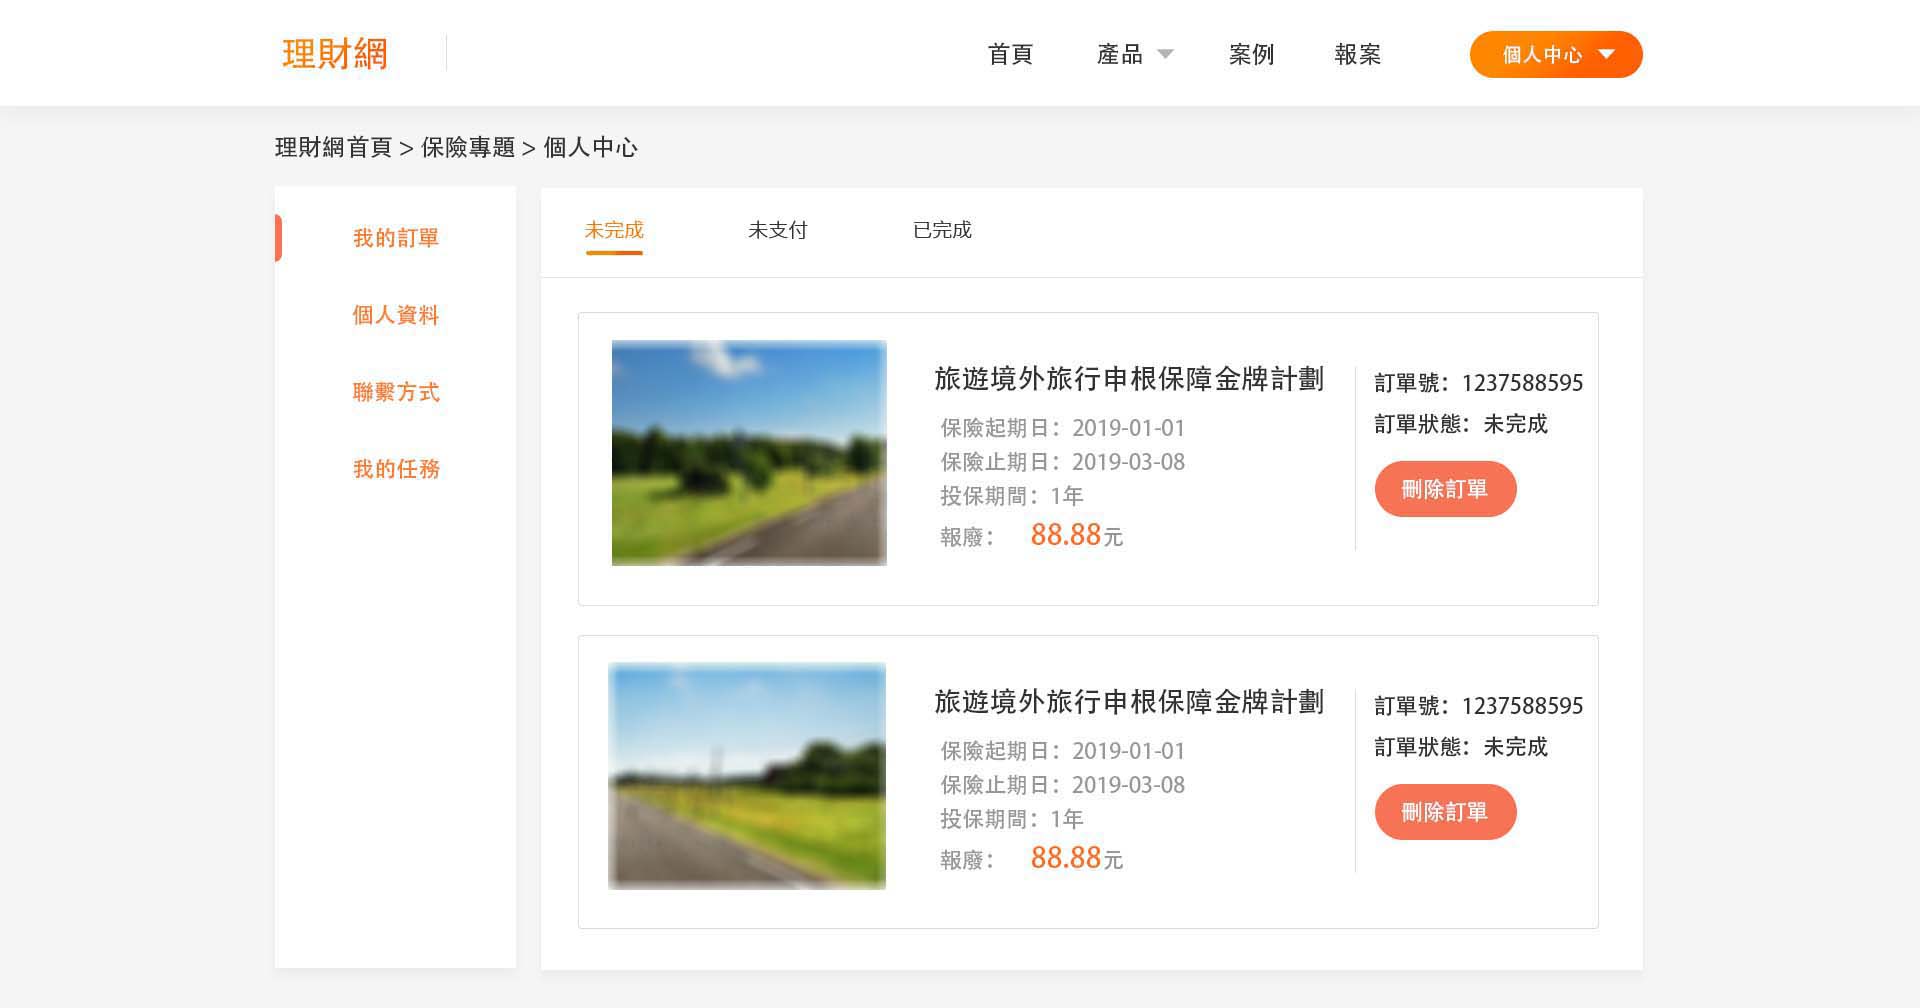 理財網
首頁 產品 案例 報案 個人中心
理財網首頁 > 保險專題 > 個人中心
我的訂單
個人資料
聯繫方式
我的任務
未完成 未支付 已完成
旅遊境外旅行申根保障金牌計劃
保險起期日：2019-01-01
保險止期日：2019-03-08
投保期間：1年
報廢： 88.88元
訂單號：1237588595
訂單狀態：未完成
刪除訂單
旅遊境外旅行申根保障金牌計劃
保險起期日：2019-01-01
保險止期日：2019-03-08
投保期間：1年
報廢： 88.88元
訂單號：1237588595
訂單狀態：未完成
刪除訂單